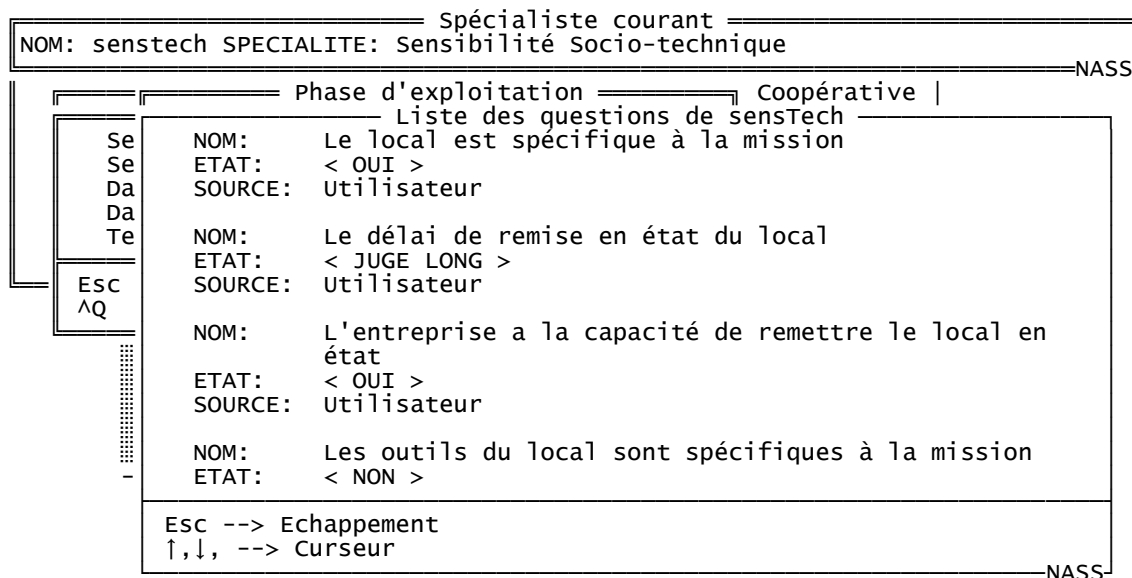 Spécialiste courant
NOM: senstech SPECIALITE: Sensibilité Socio-technique
NASS
Phase d'exploitation
Coopérative |
Liste des questions de sensTech
Se
Se
Da
Da
Te
Esc
^Q
NOM: Le local est spécifique à la mission
ETAT: < OUI >
SOURCE: Utilisateur
NOM: Le délai de remise en état du local
ETAT: < JUGE LONG >
SOURCE: Utilisateur
NOM: L'entreprise a la capacité de remettre le local en
état
ETAT: < OUI >
SOURCE: Utilisateur
NOM: Les outils du local sont spécifiques à la mission
ETAT: < NON >
Esc --> Echappement
↑,↓, --> Curseur
NASS